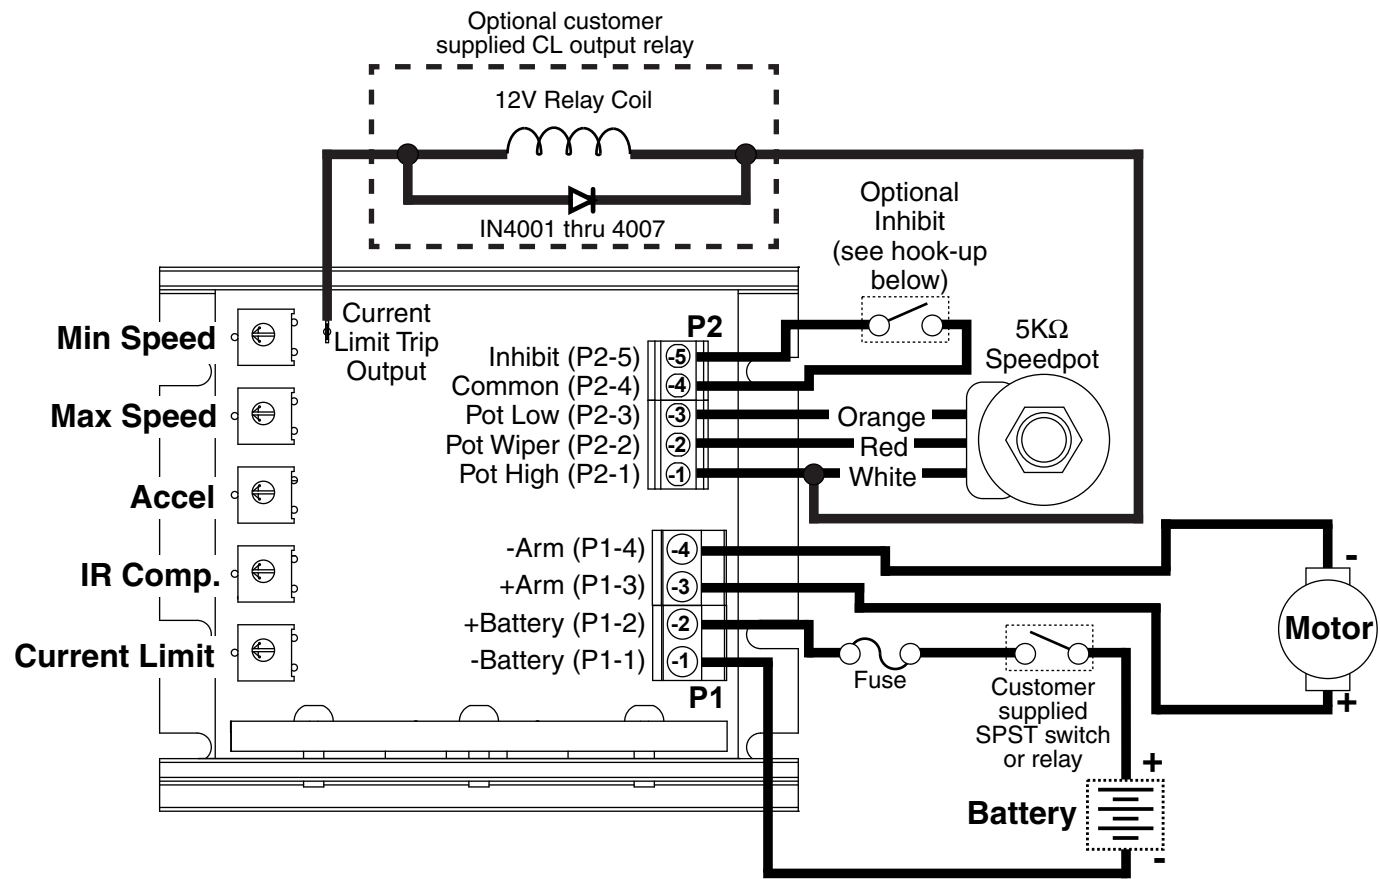 Optional customer
supplied CL output relay
12V Relay Coil
IN4001 thru 4007
Optional
Inhibit
(see hook-up
below)
Current
Limit Trip
Output
Min Speed
Max Speed
Accel
IR Comp.
Current Limit
P2
Inhibit (P2-5)
-5
Common (P2-4)
-4
Pot Low (P2-3)
-3
Orange
Pot Wiper (P2-2)
-2
Red
Pot High (P2-1)
-1
White
5KΩ
Speedpot
-Arm (P1-4)
-4
+Arm (P1-3)
-3
+Battery (P1-2)
-2
-Battery (P1-1)
-1
P1
Fuse
Customer
supplied
SPST switch
or relay
-
Motor
+
+
Battery
-